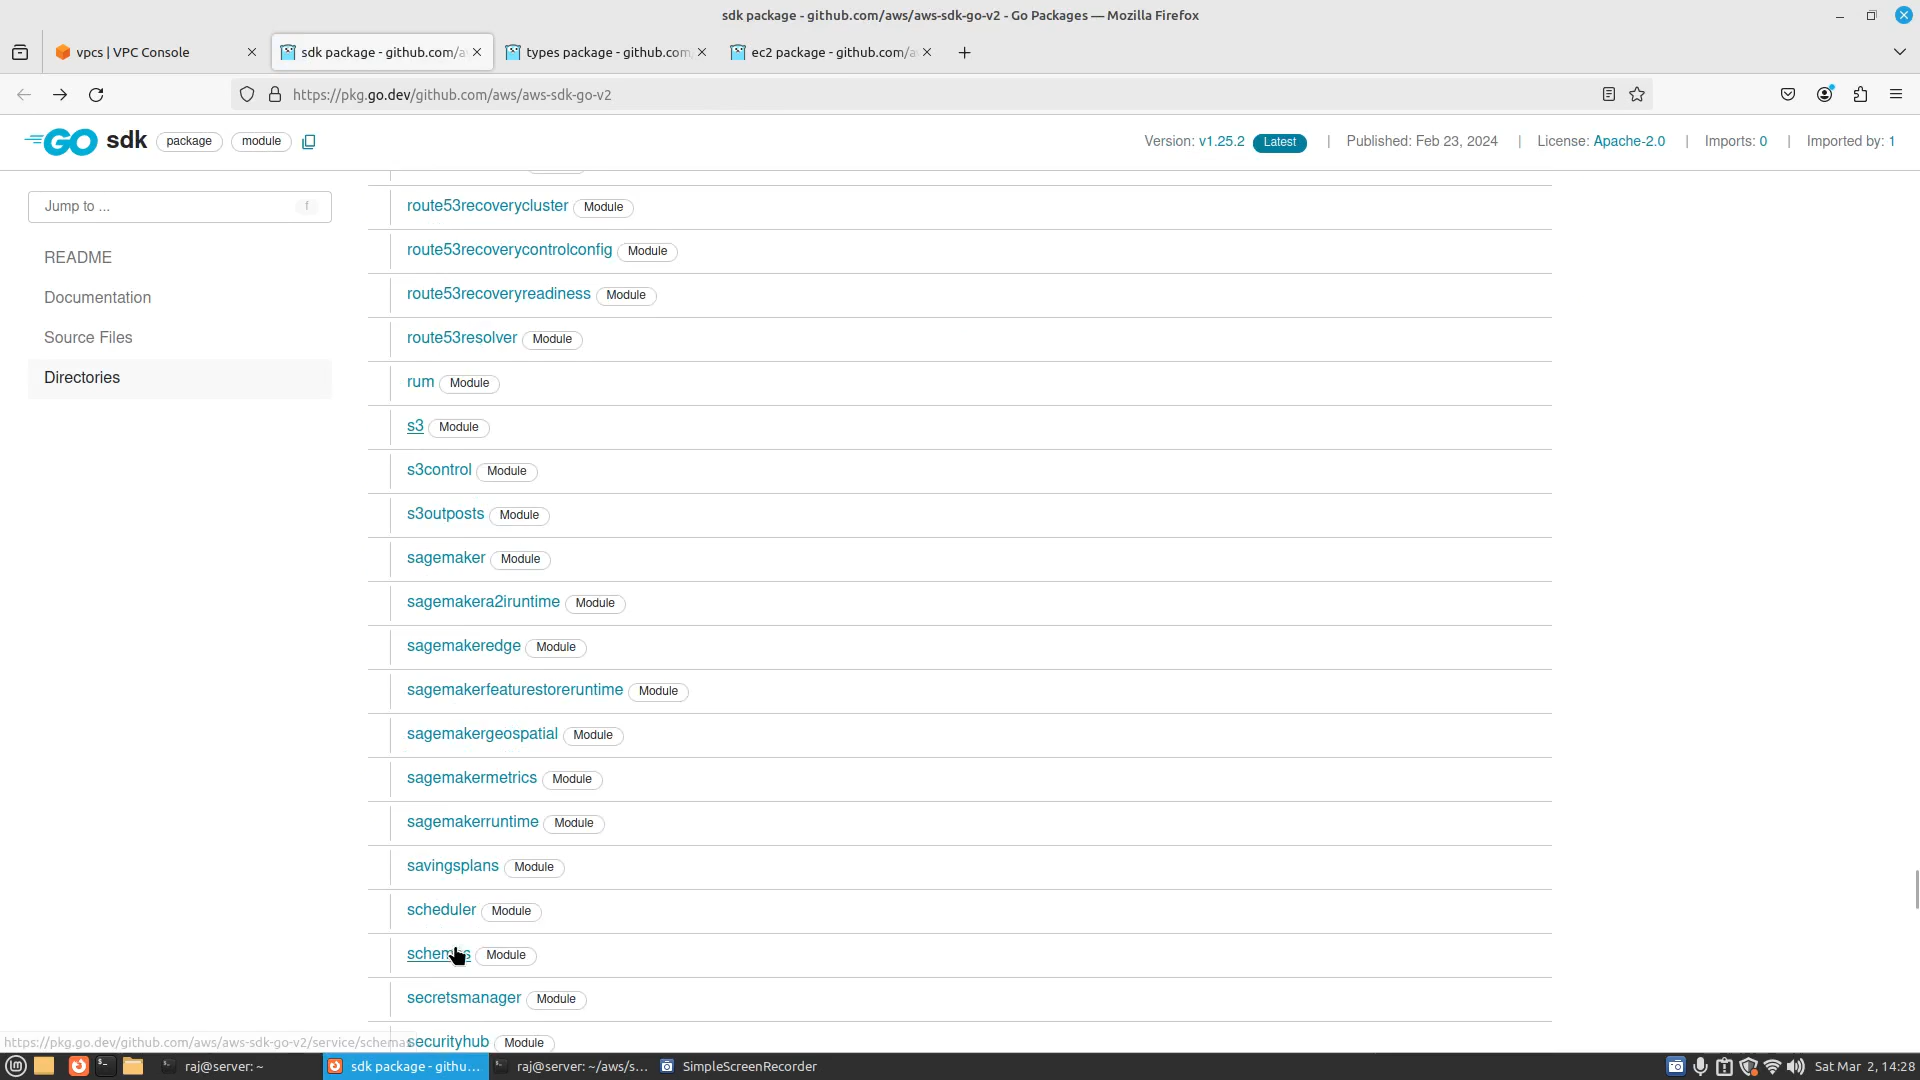 sdk package - github.com/aws/aws-sdk-go-v2 - Go Packages — Mozilla Firefox
vpcs | VPC Console
sdk package - github.com/a
types package - github.com
ec2 package - github.com/a
https://pkg.go.dev/github.com/aws/aws-sdk-go-v2
GO sdk package module
Version: v1.25.2 Latest | Published: Feb 23, 2024 | License: Apache-2.0 | Imports: 0 | Imported by: 1
Jump to ... f
README
Documentation
Source Files
Directories
route53recoverycluster Module
route53recoverycontrolconfig Module
route53recoveryreadiness Module
route53resolver Module
rum Module
s3 Module
s3control Module
s3outposts Module
sagemaker Module
sagemakera2iruntime Module
sagemakeredge Module
sagemakerfeaturestoreruntime Module
sagemakergeospatial Module
sagemakermetrics Module
sagemakerruntime Module
savingsplans Module
scheduler Module
schemas Module
secretsmanager Module
securityhub Module
https://pkg.go.dev/github.com/aws/aws-sdk-go-v2/service/schemas
raj@server: ~
sdk package - githu...
raj@server: ~/aws/s...
SimpleScreenRecorder
Sat Mar 2, 14:28